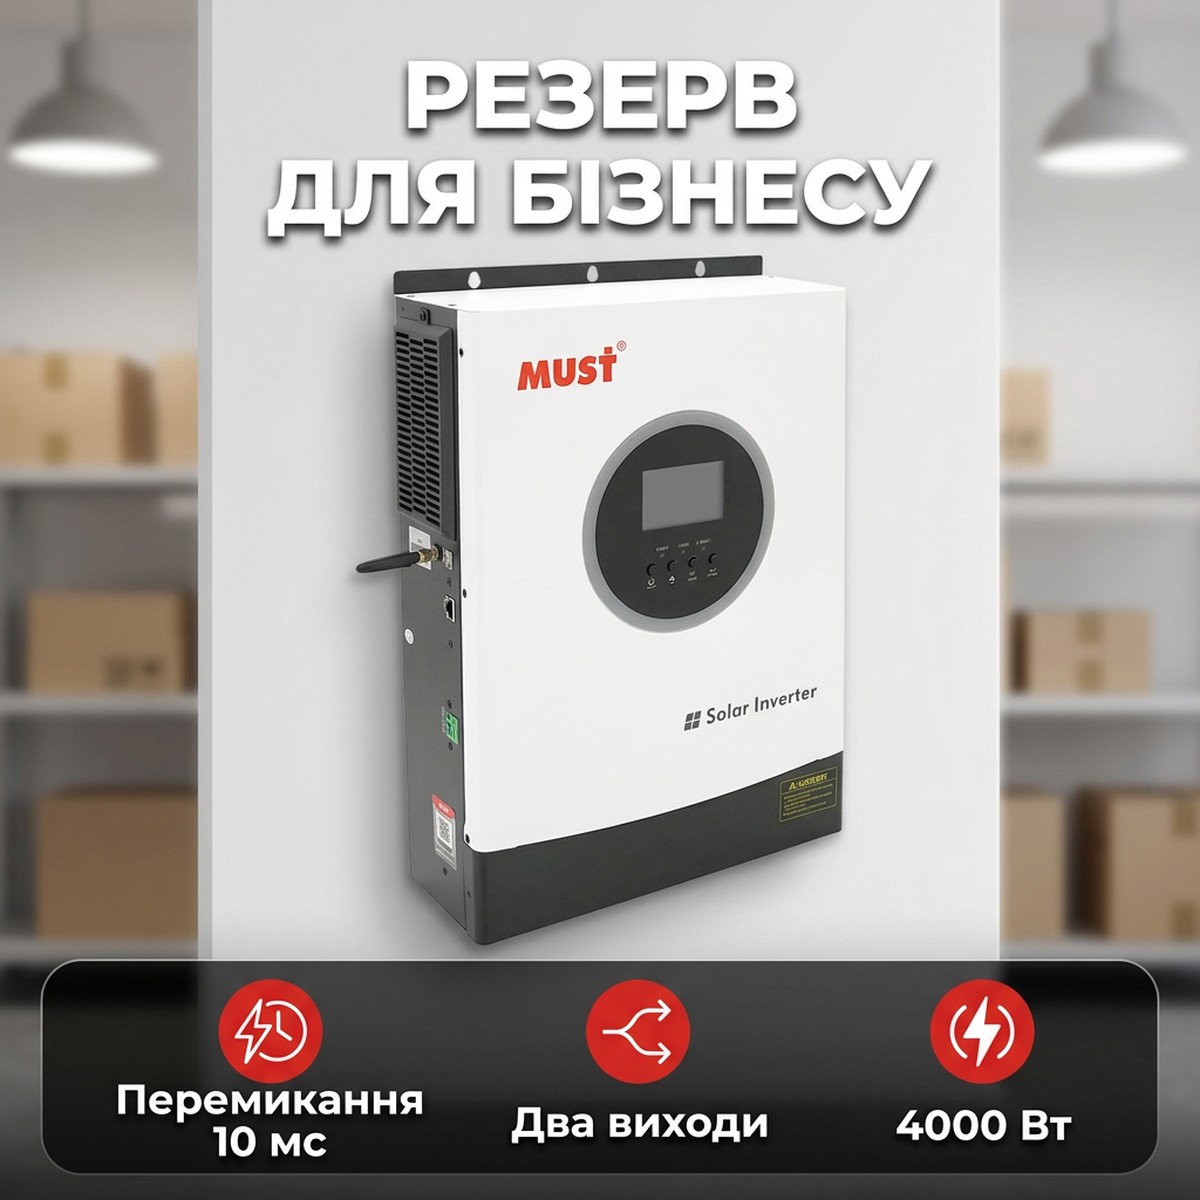 РЕЗЕРВ
ДЛЯ БІЗНЕСУ
MUST®
Solar Inverter
Перемикання
10 мс
Два виходи
4000 Вт